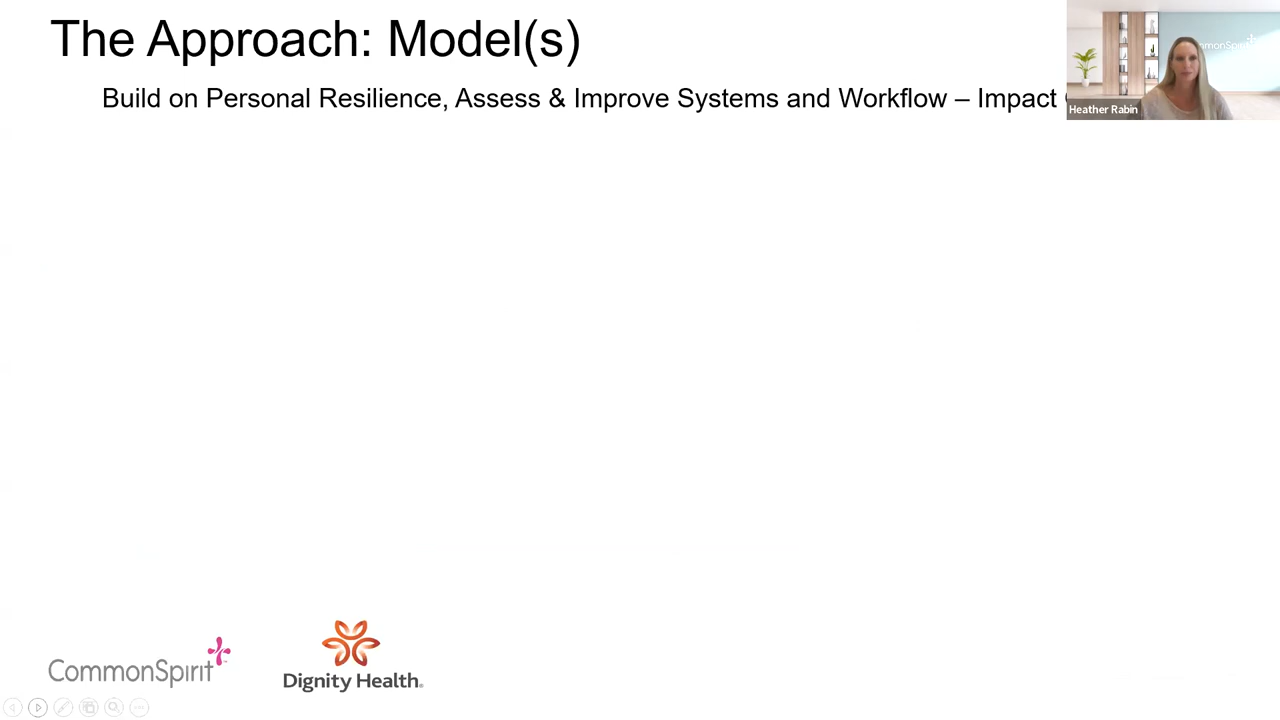 The Approach: Model(s)
Build on Personal Resilience, Assess & Improve Systems and Workflow – Impact
Heather Rabin
CommonSpirit
Dignity Health.